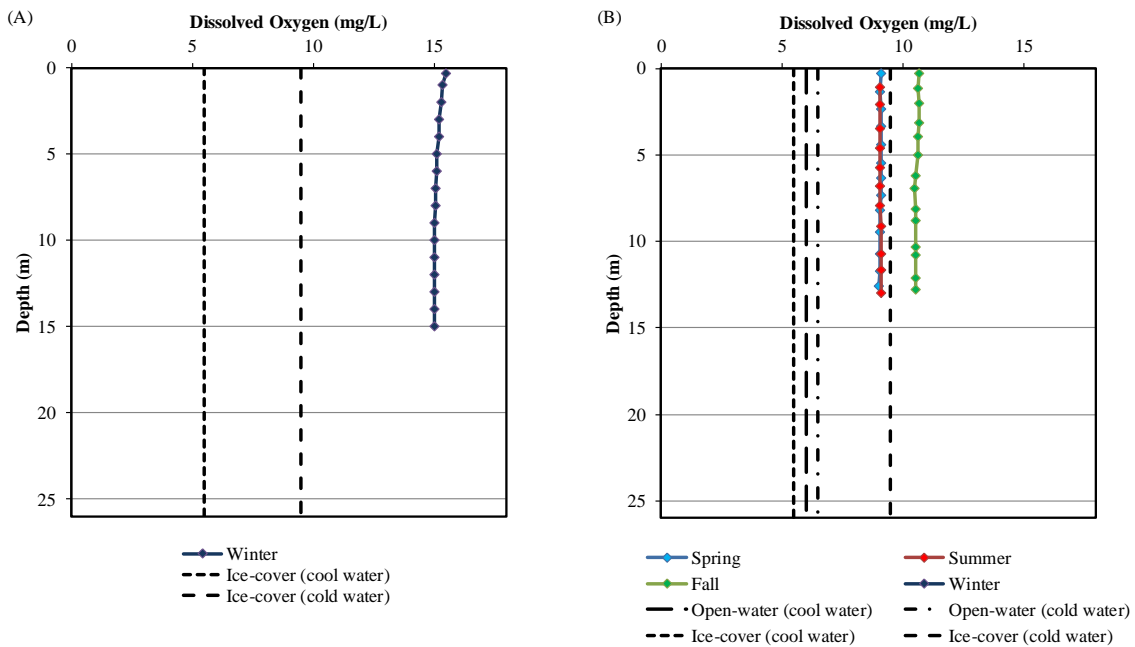 (A)
Dissolved Oxygen (mg/L)
0 5 10 15
0
5
10
15
20
25
Depth (m)
Winter
Ice-cover (cool water)
Ice-cover (cold water)
(B)
Dissolved Oxygen (mg/L)
0 5 10 15
0
5
10
15
20
25
Depth (m)
Spring Summer
Fall Winter
Open-water (cool water) Open-water (cold water)
Ice-cover (cool water) Ice-cover (cold water)